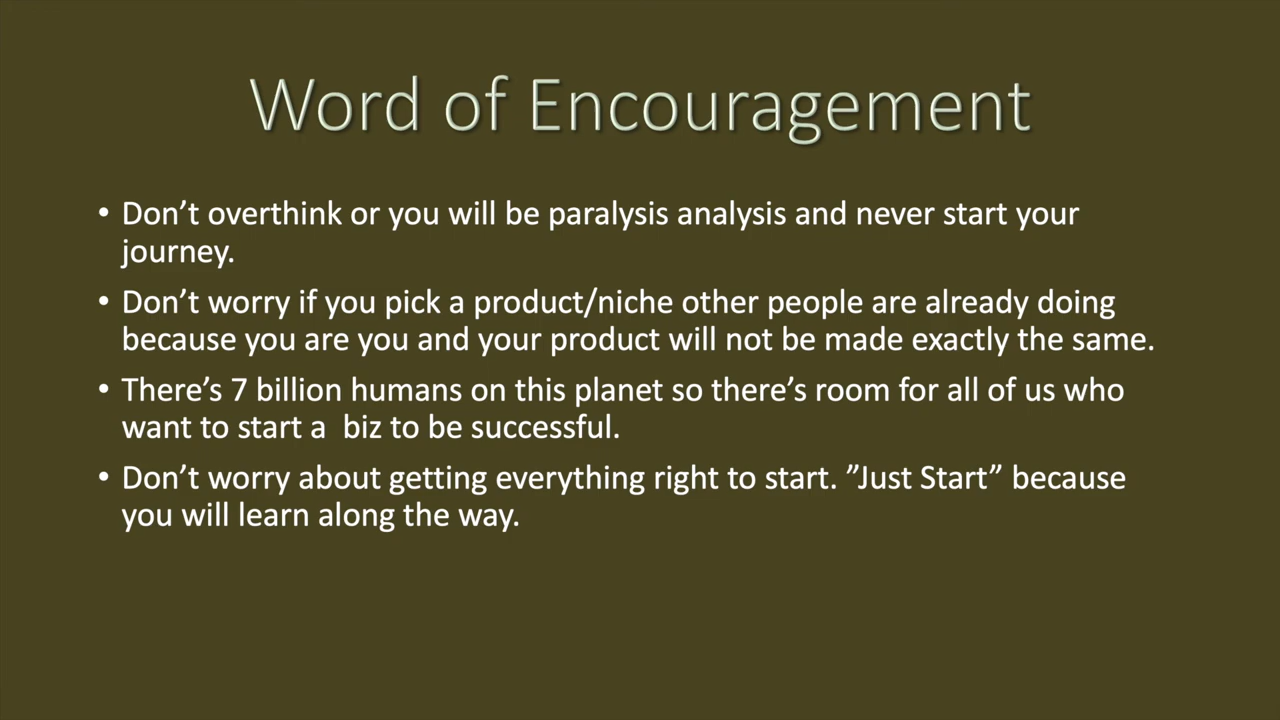 Word of Encouragement
• Don’t overthink or you will be paralysis analysis and never start your
journey.
• Don’t worry if you pick a product/niche other people are already doing
because you are you and your product will not be made exactly the same.
• There’s 7 billion humans on this planet so there’s room for all of us who
want to start a  biz to be successful.
• Don’t worry about getting everything right to start. ”Just Start” because
you will learn along the way.